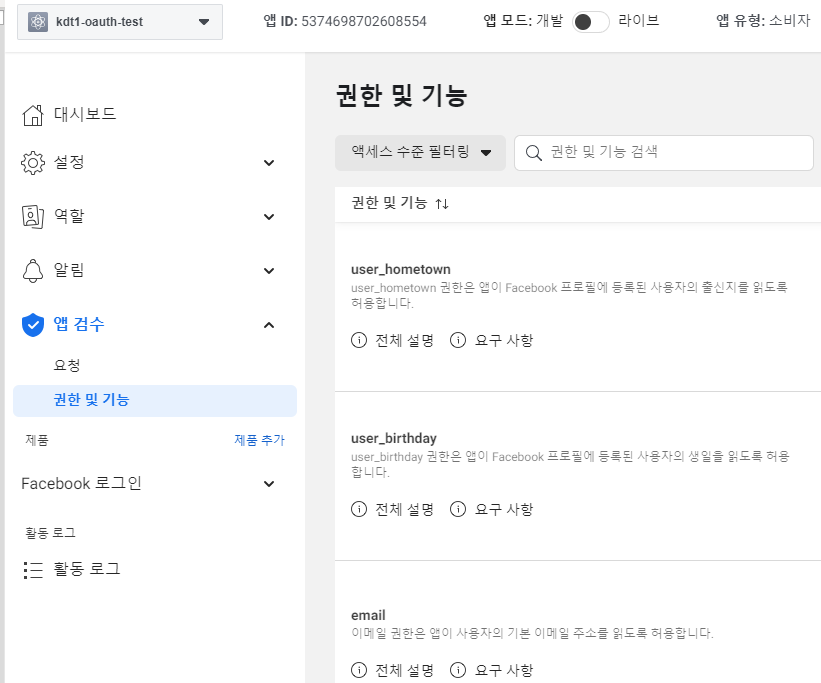 kdt1-oauth-test
앱 ID: 5374698702608554
앱 모드: 개발
라이브
앱 유형: 소비자
대시보드
설정
역할
알림
앱 검수
요청
권한 및 기능
제품
제품 추가
Facebook 로그인
활동 로그
활동 로그
권한 및 기능
액세스 수준 필터링
권한 및 기능 검색
권한 및 기능
user_hometown
user_hometown 권한은 앱이 Facebook 프로필에 등록된 사용자의 출신지를 읽도록
허용합니다.
전체 설명
요구 사항
user_birthday
user_birthday 권한은 앱이 Facebook 프로필에 등록된 사용자의 생일을 읽도록 허용
합니다.
전체 설명
요구 사항
email
이메일 권한은 앱이 사용자의 기본 이메일 주소를 읽도록 허용합니다.
전체 설명
요구 사항